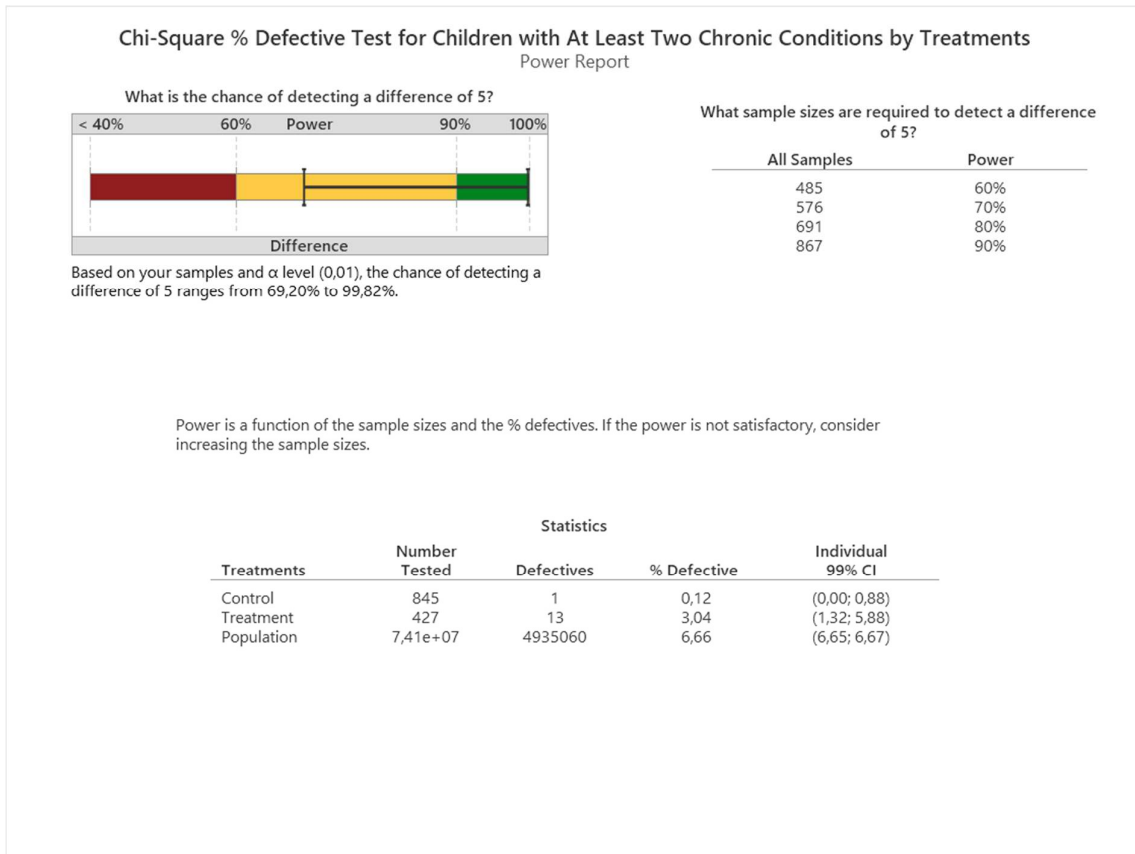 Chi-Square % Defective Test for Children with At Least Two Chronic Conditions by Treatments
Power Report
What is the chance of detecting a difference of 5?
< 40% 60% Power 90% 100%
Difference
Based on your samples and α level (0,01), the chance of detecting a
difference of 5 ranges from 69,20% to 99,82%.
What sample sizes are required to detect a difference
of 5?
All Samples Power
485 60%
576 70%
691 80%
867 90%
Power is a function of the sample sizes and the % defectives. If the power is not satisfactory, consider
increasing the sample sizes.
Statistics
Number Individual
Treatments Tested Defectives % Defective 99% CI
Control 845 1 0,12 (0,00; 0,88)
Treatment 427 13 3,04 (1,32; 5,88)
Population 7,41e+07 4935060 6,66 (6,65; 6,67)